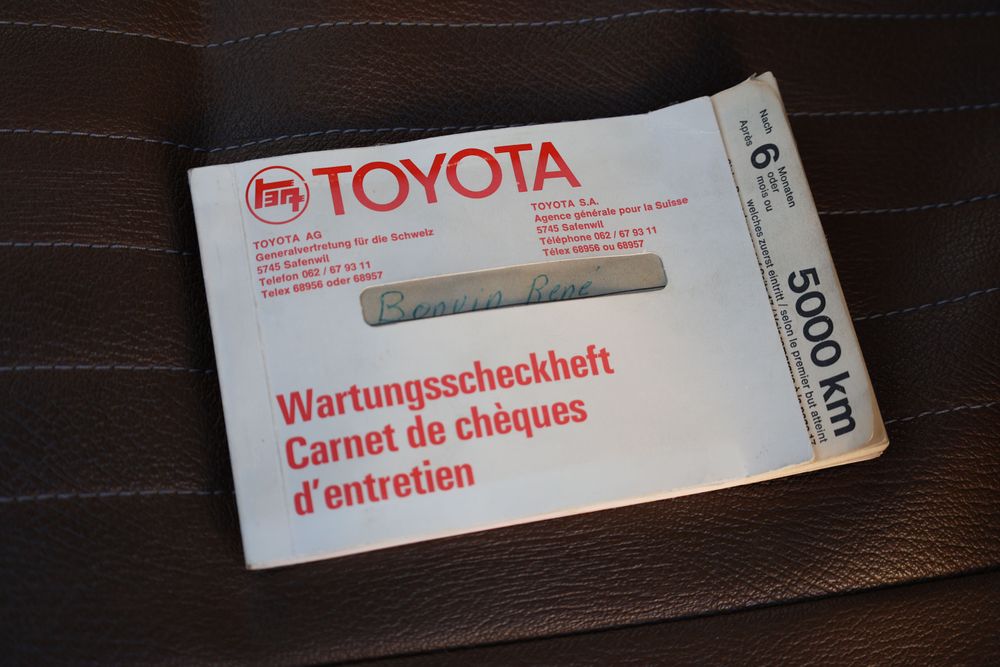 TOYOTA
TOYOTA AG
Generalvertretung für die Schweiz
5745 Safenwil
Telefon 062 / 67 93 11
Telex 68956 oder 68957
TOYOTA S.A.
Agence générale pour la Suisse
5745 Safenwil
Téléphone 062 / 67 93 11
Télex 68956 ou 68957
Bonvin René
Wartungsscheckheft
Carnet de chèques
d'entretien
Nach 6 Monaten oder
Après 6 mois ou
5000 km
welches zuerst eintritt / selon le premier but atteint